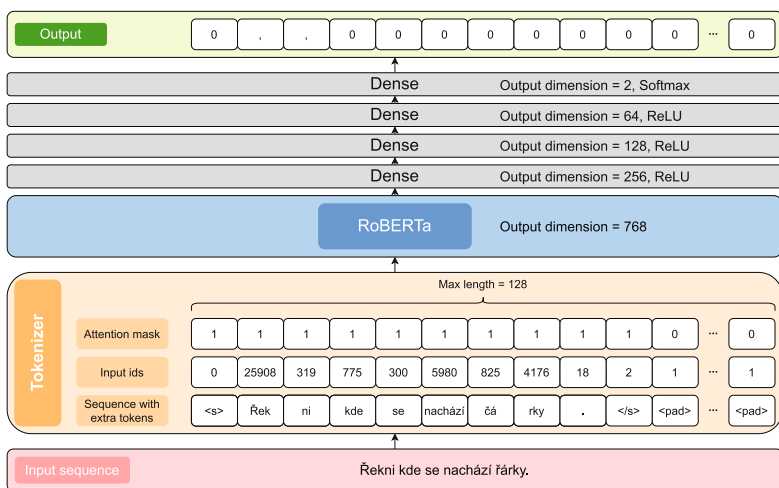 Output 0 , , 0 0 0 0 0 0 0 0 ... 0
Dense Output dimension = 2, Softmax
Dense Output dimension = 64, ReLU
Dense Output dimension = 128, ReLU
Dense Output dimension = 256, ReLU
RoBERTa Output dimension = 768
Tokenizer
Max length = 128
Attention mask 1 1 1 1 1 1 1 1 1 1 0 ... 0
Input ids 0 25908 319 775 300 5980 825 4176 18 2 1 ... 1
Sequence with
extra tokens <s> Řek ni kde se nachází čá rky . </s> <pad> ... <pad>
Input sequence Řekni kde se nachází řárky.